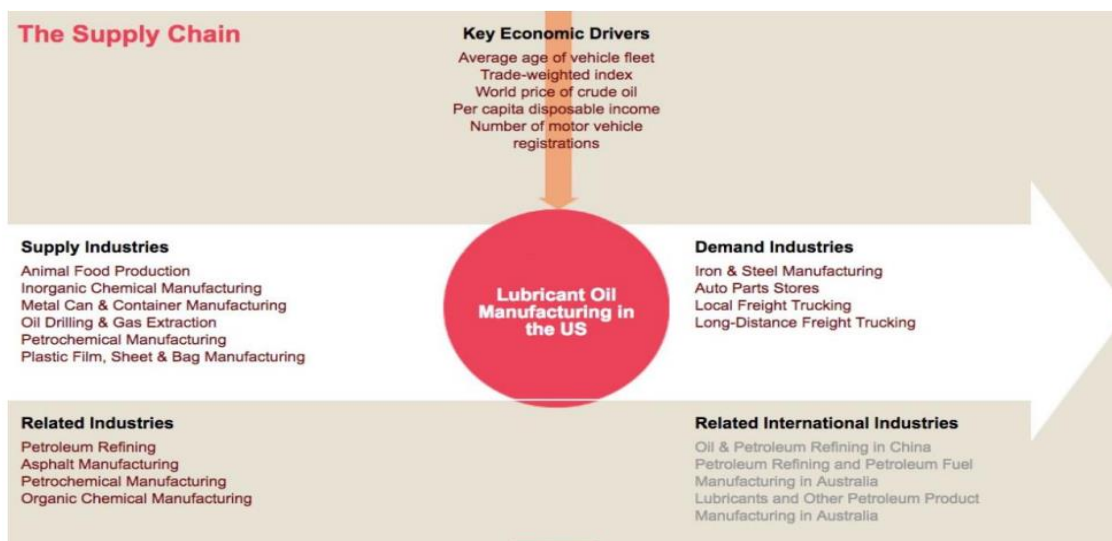 The Supply Chain
Key Economic Drivers
Average age of vehicle fleet
Trade-weighted index
World price of crude oil
Per capita disposable income
Number of motor vehicle
registrations
Supply Industries
Animal Food Production
Inorganic Chemical Manufacturing
Metal Can & Container Manufacturing
Oil Drilling & Gas Extraction
Petrochemical Manufacturing
Plastic Film, Sheet & Bag Manufacturing
Lubricant Oil
Manufacturing in
the US
Demand Industries
Iron & Steel Manufacturing
Auto Parts Stores
Local Freight Trucking
Long-Distance Freight Trucking
Related Industries
Petroleum Refining
Asphalt Manufacturing
Petrochemical Manufacturing
Organic Chemical Manufacturing
Related International Industries
Oil & Petroleum Refining in China
Petroleum Refining and Petroleum Fuel
Manufacturing in Australia
Lubricants and Other Petroleum Product
Manufacturing in Australia